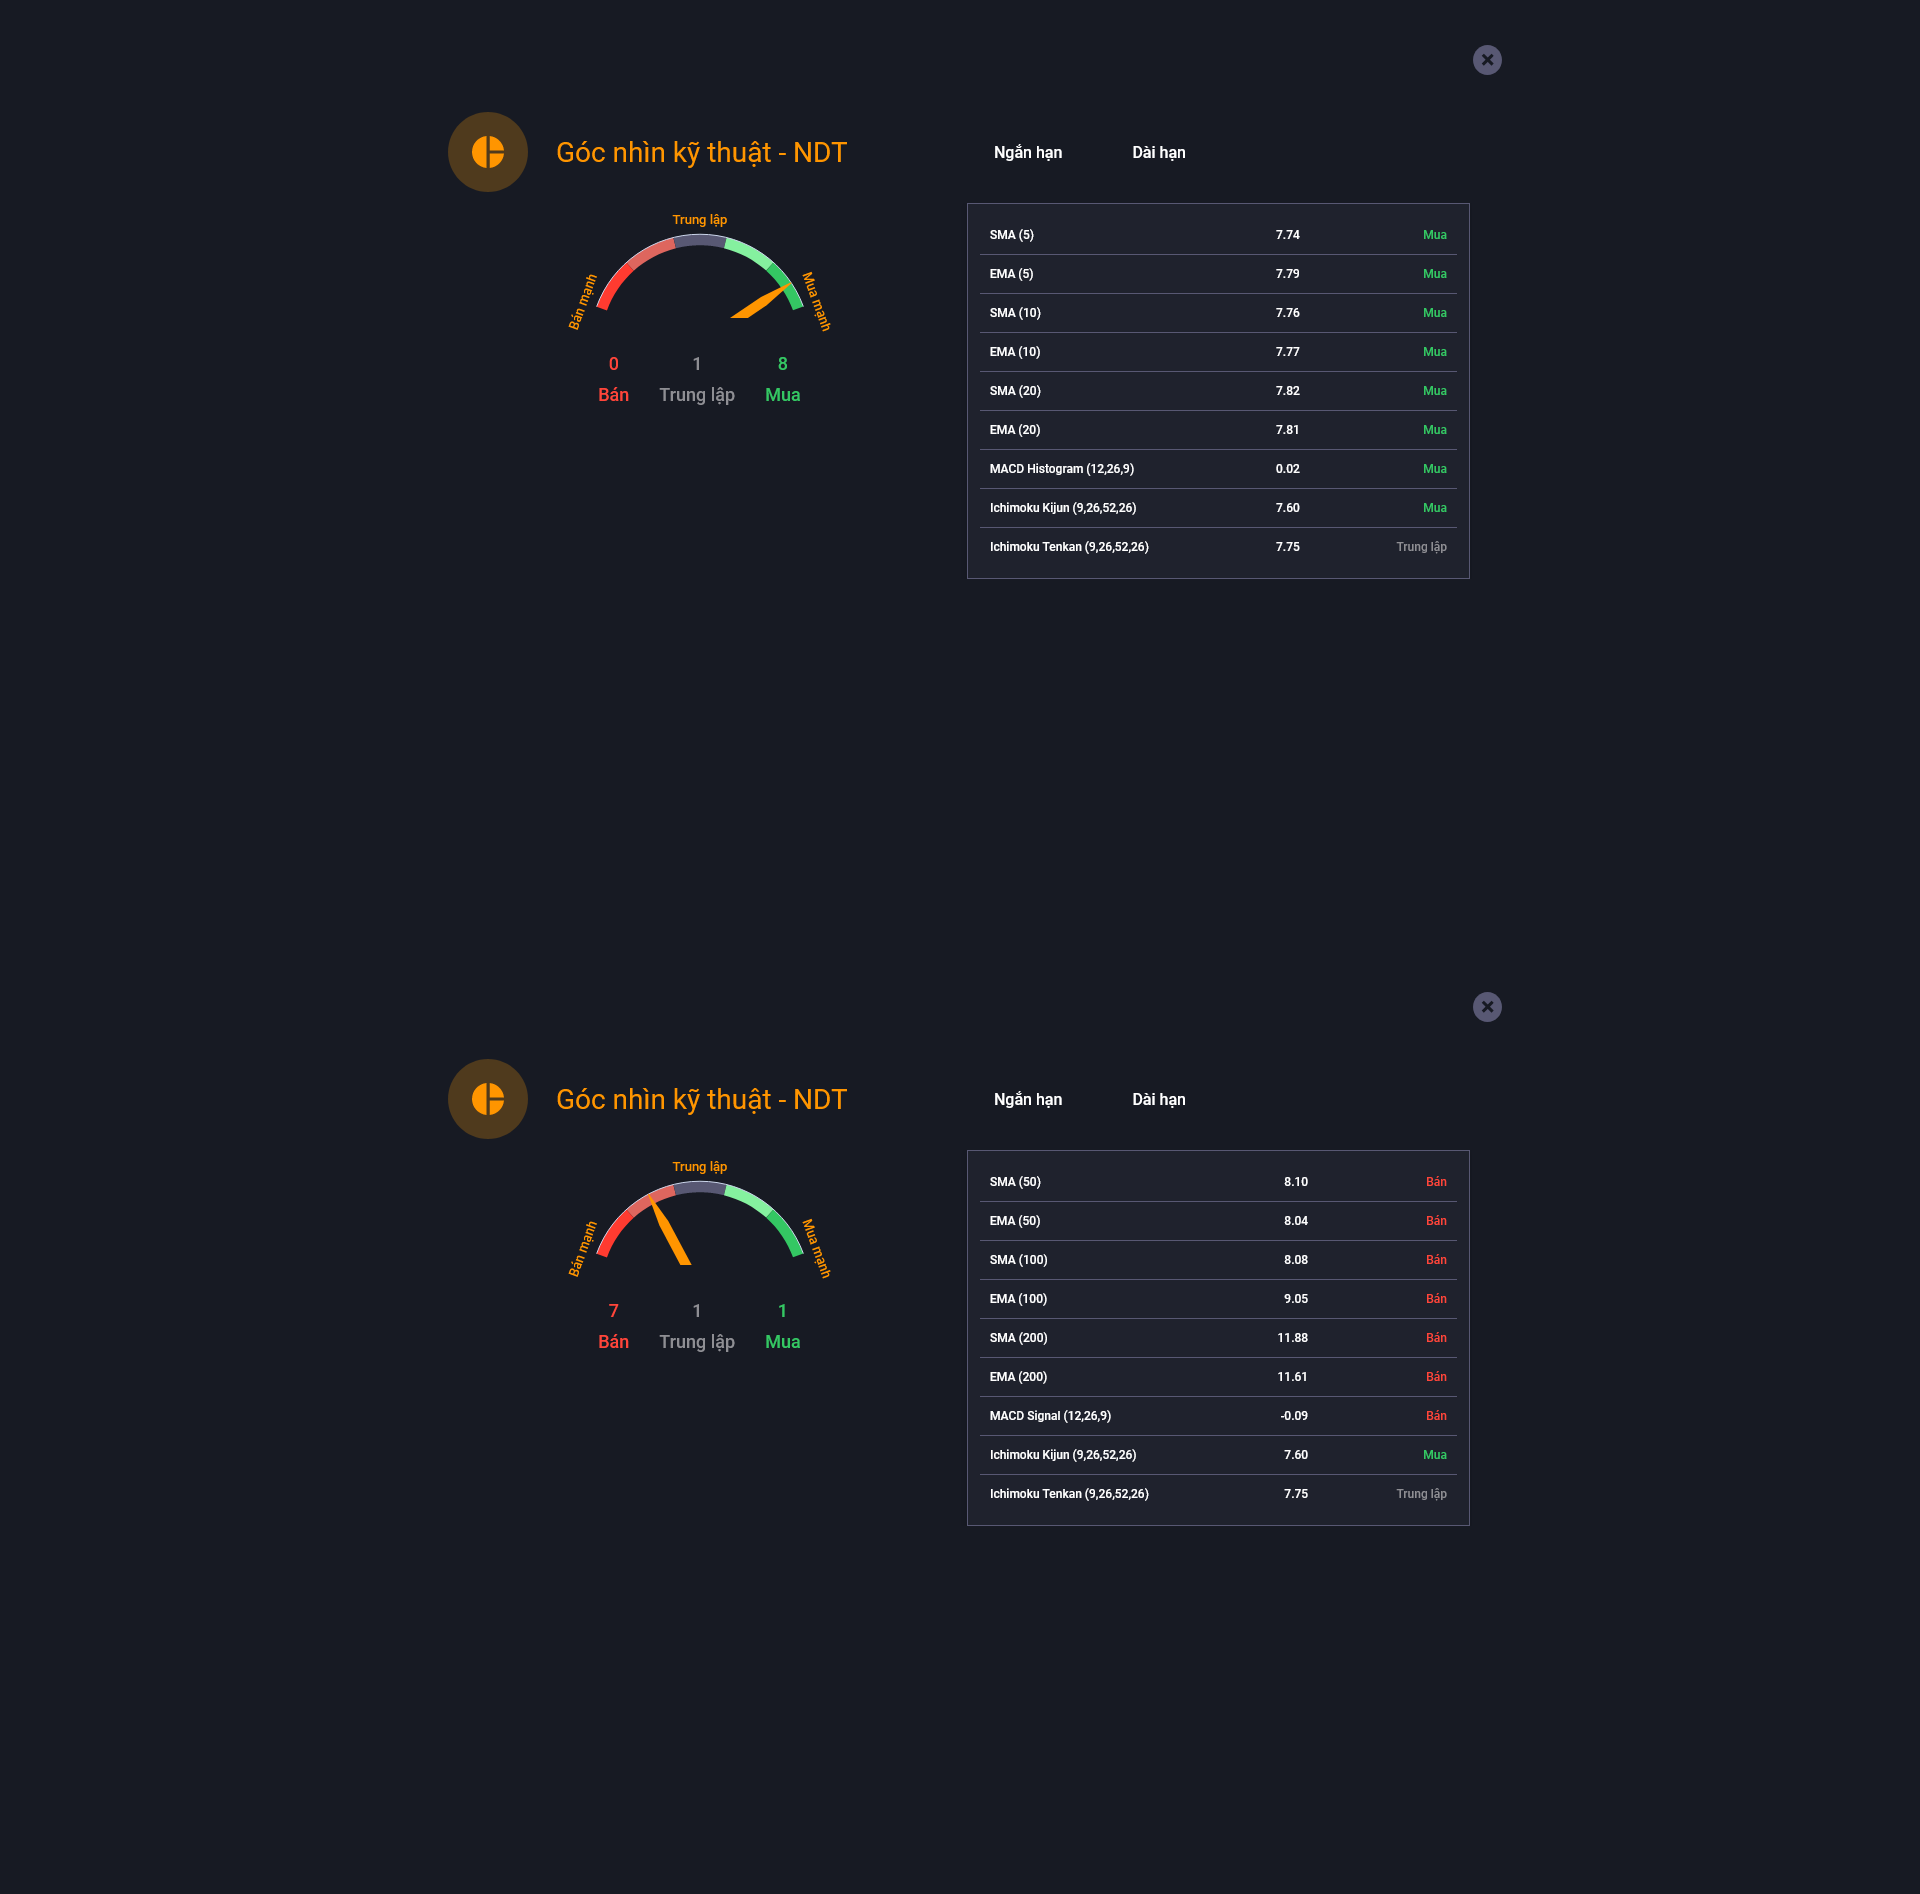 Góc nhìn kỹ thuật - NDT
Ngắn hạn Dài hạn
Trung lập
Bán mạnh
Mua mạnh
0 1 8
Bán Trung lập Mua
SMA (5) 7.74 Mua
EMA (5) 7.79 Mua
SMA (10) 7.76 Mua
EMA (10) 7.77 Mua
SMA (20) 7.82 Mua
EMA (20) 7.81 Mua
MACD Histogram (12,26,9) 0.02 Mua
Ichimoku Kijun (9,26,52,26) 7.60 Mua
Ichimoku Tenkan (9,26,52,26) 7.75 Trung lập
Góc nhìn kỹ thuật - NDT
Ngắn hạn Dài hạn
Trung lập
Bán mạnh
Mua mạnh
7 1 1
Bán Trung lập Mua
SMA (50) 8.10 Bán
EMA (50) 8.04 Bán
SMA (100) 8.08 Bán
EMA (100) 9.05 Bán
SMA (200) 11.88 Bán
EMA (200) 11.61 Bán
MACD Signal (12,26,9) -0.09 Bán
Ichimoku Kijun (9,26,52,26) 7.60 Mua
Ichimoku Tenkan (9,26,52,26) 7.75 Trung lập